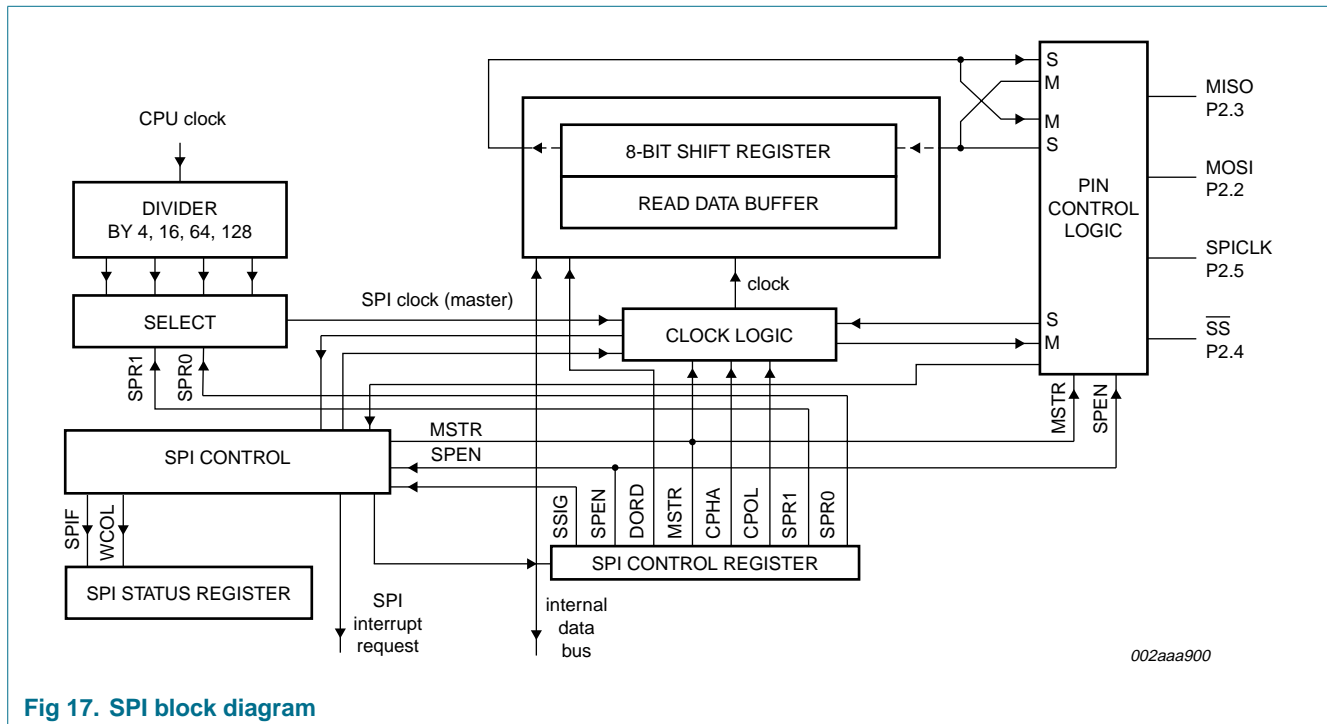 CPU clock
DIVIDER
BY 4, 16, 64, 128
SELECT
SPR1
SPR0
SPI clock (master)
8-BIT SHIFT REGISTER
READ DATA BUFFER
clock
CLOCK LOGIC
S
M
M
S
S
M
PIN
CONTROL
LOGIC
MISO
P2.3
MOSI
P2.2
SPICLK
P2.5
SS
P2.4
MSTR
SPEN
MSTR
SPEN
SPI CONTROL
SPIF
WCOL
SPI STATUS REGISTER
SPI
interrupt
request
SSIG
SPEN
DORD
MSTR
CPHA
CPOL
SPR1
SPR0
SPI CONTROL REGISTER
internal
data
bus
002aaa900
Fig 17. SPI block diagram